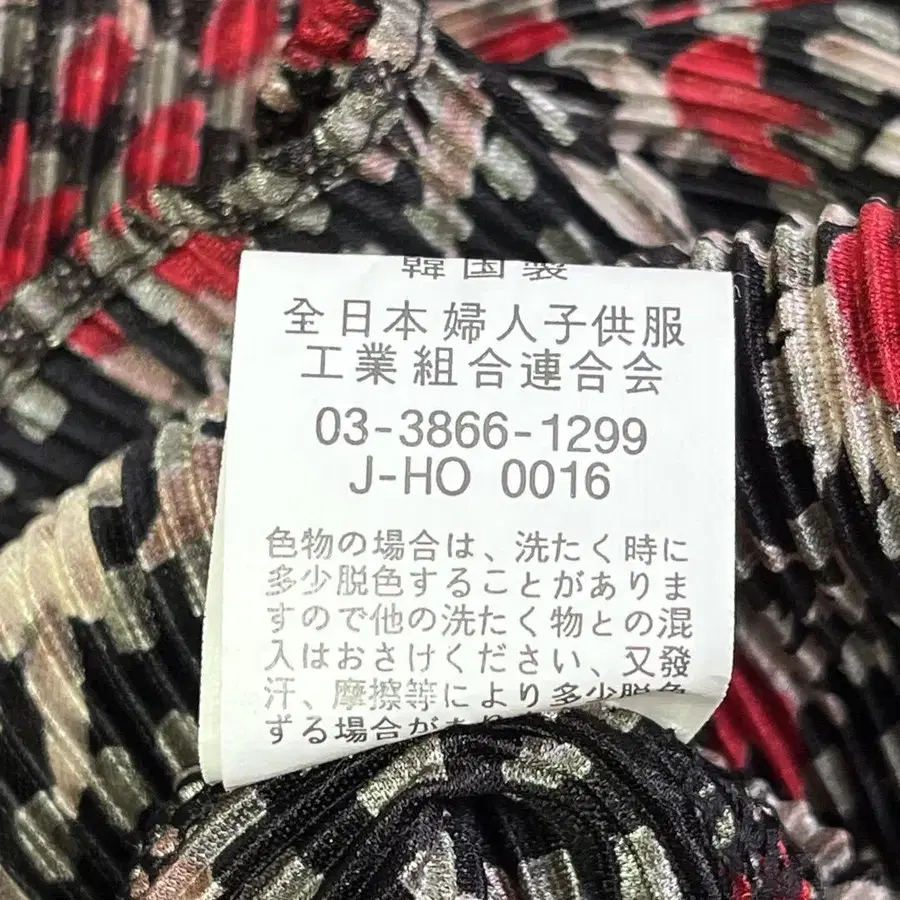 韓国製
全日本婦人子供服
工業組合連合会
03-3866-1299
J-HO 0016
色物の場合は、洗たく時に
多少脱色することがありま
すので他の洗たく物との混
入はおさけください、又發
汗、摩擦等により多少脱色
ずる場合があり